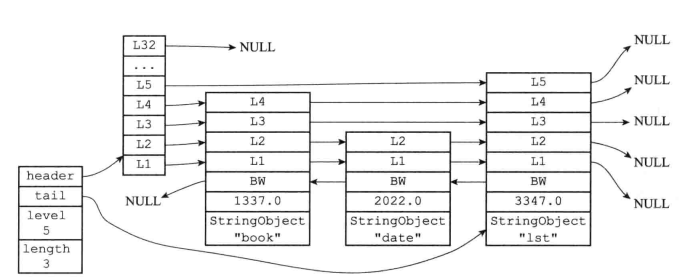 L32
NULL
...
L5
L4
L3
L2
L1
header
tail
level
5
length
3
NULL
L4
L3
L2
L1
BW
1337.0
StringObject
"book"
L2
L1
BW
2022.0
StringObject
"date"
L5
L4
L3
L2
L1
BW
3347.0
StringObject
"lst"
NULL
NULL
NULL
NULL
NULL